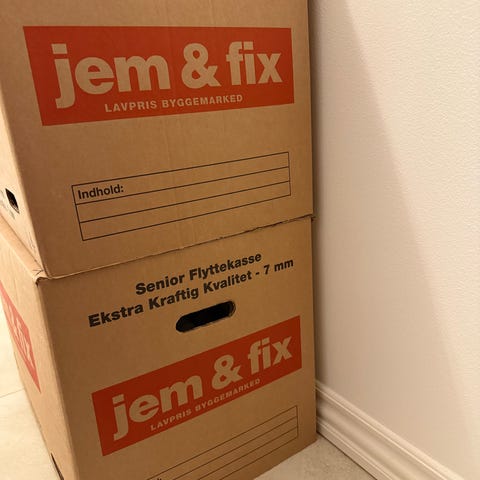 jem & fix
LAVPRIS BYGGEMARKED
Indhold:
Senior Flyttekasse
Ekstra Kraftig Kvalitet - 7 mm
jem & fix
LAVPRIS BYGGEMARKED